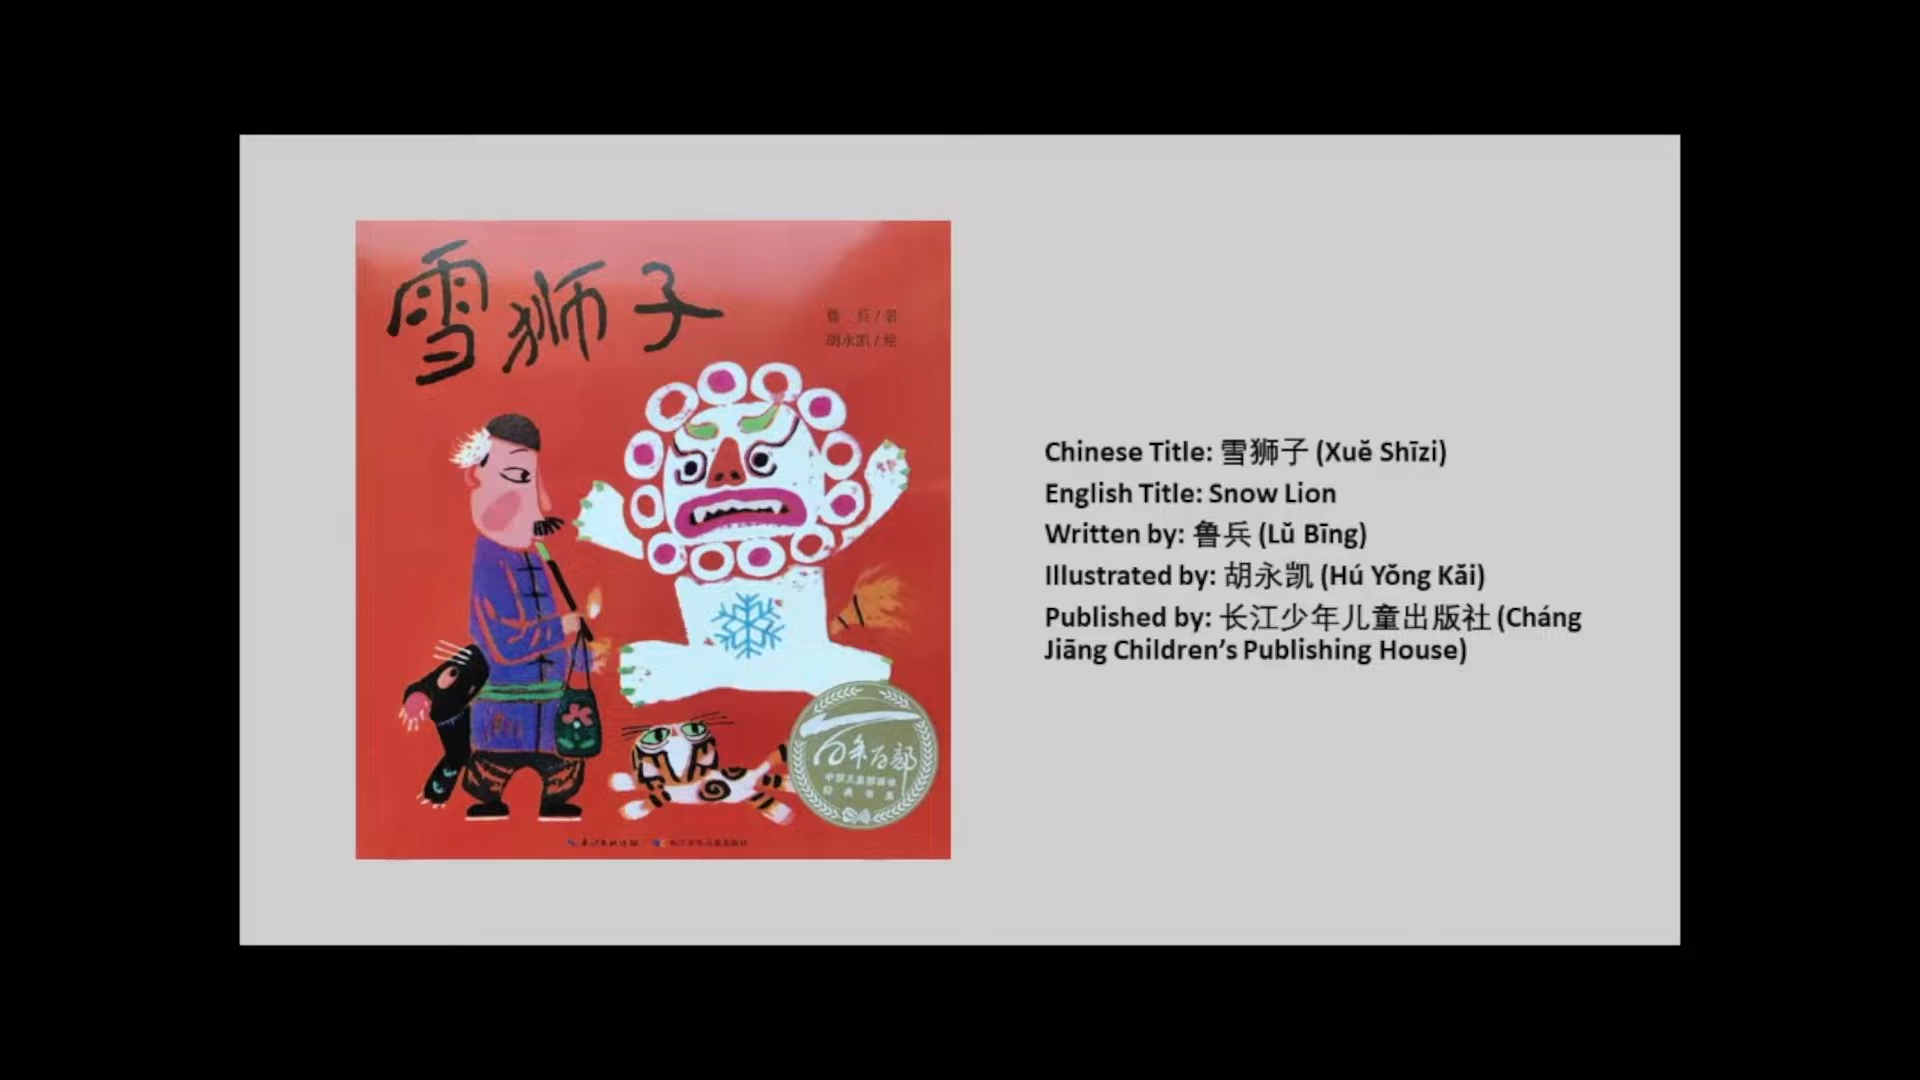 雪狮子
鲁 兵/著
胡永凯/绘
百年百部
Chinese Title: 雪狮子 (Xuě Shīzi)
English Title: Snow Lion
Written by: 鲁兵 (Lǔ Bīng)
Illustrated by: 胡永凯 (Hú Yǒng Kǎi)
Published by: 长江少年儿童出版社 (Cháng
Jiāng Children's Publishing House)